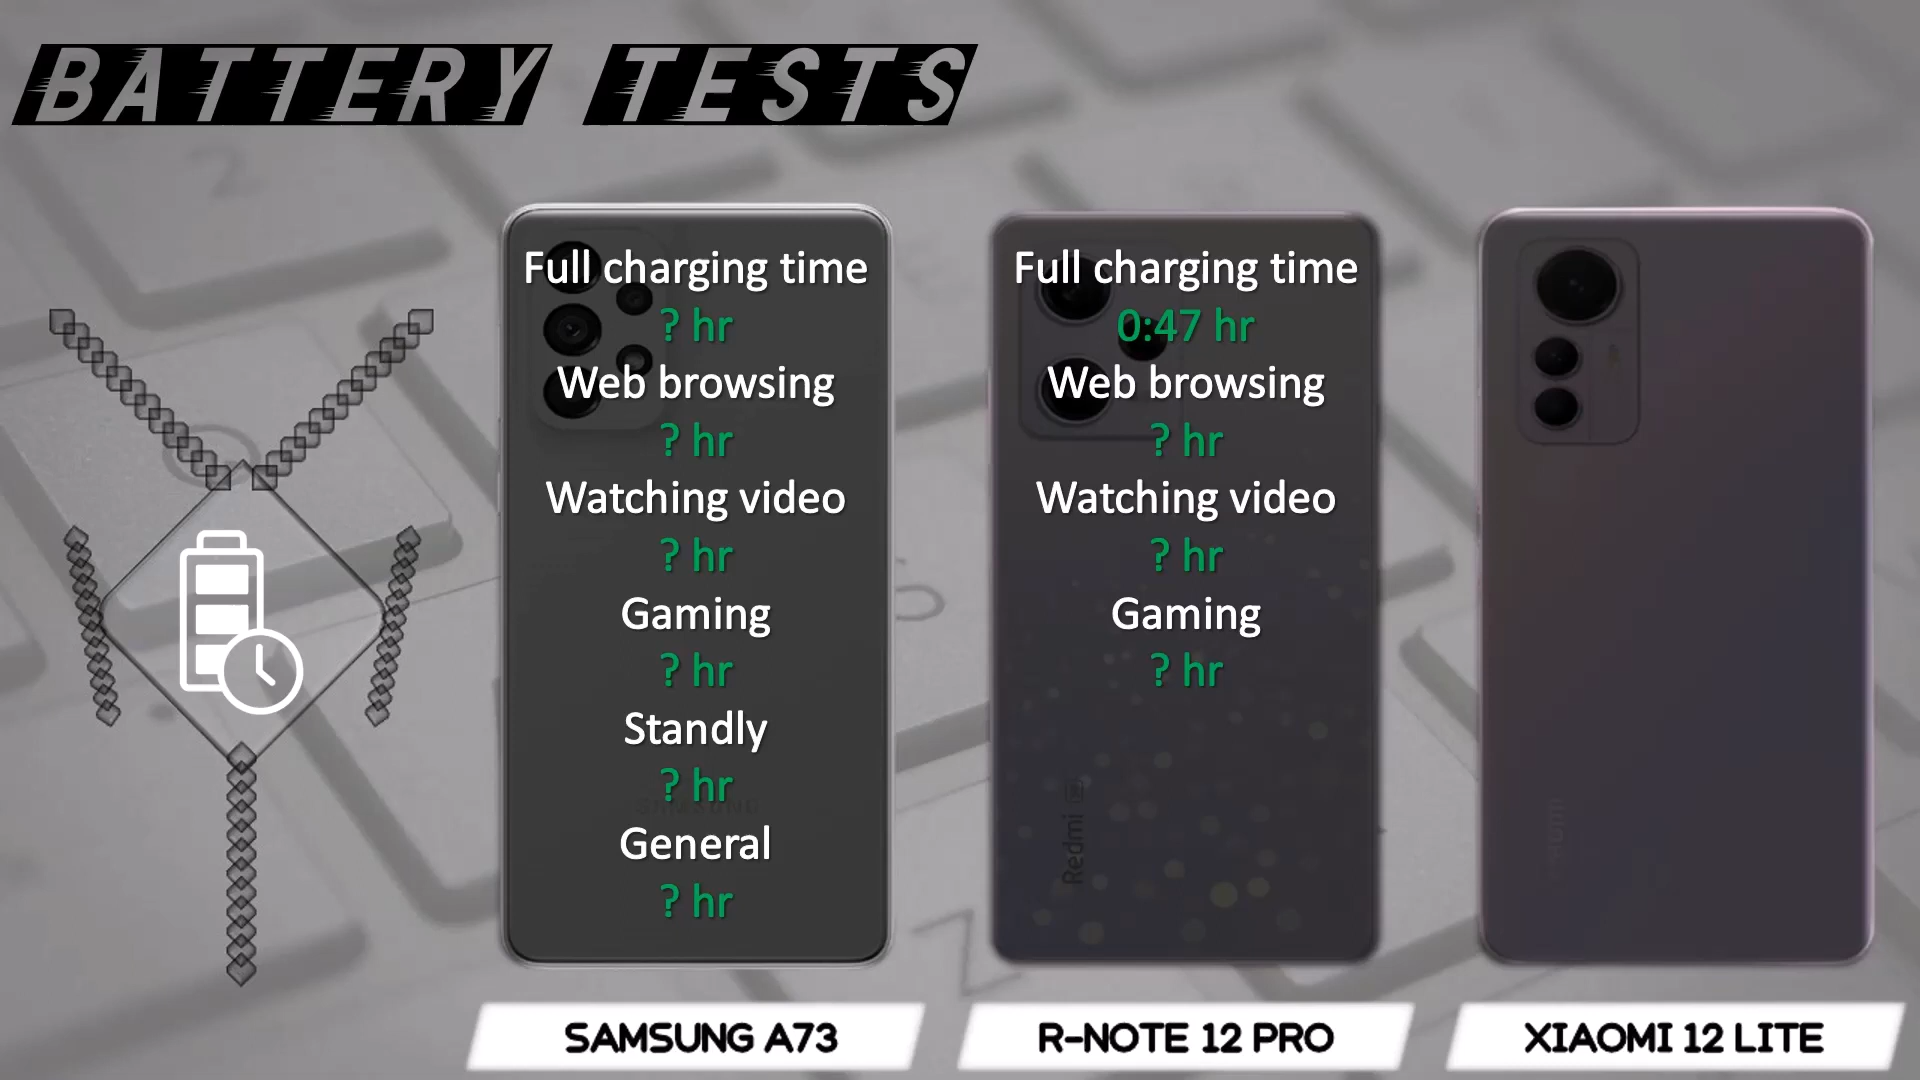 BATTERY TESTS
Full charging time
? hr
Web browsing
? hr
Watching video
? hr
Gaming
? hr
Standly
? hr
SAMSUNG
General
? hr
Full charging time
0:47 hr
Web browsing
? hr
Watching video
? hr
Gaming
? hr
Redmi
SAMSUNG A73
R-NOTE 12 PRO
XIAOMI 12 LITE